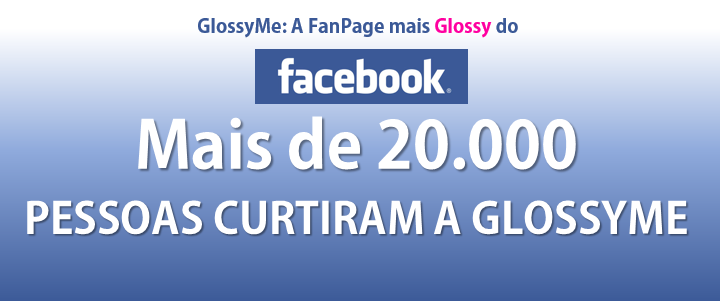 GlossyMe: A FanPage mais Glossy do
facebook®
Mais de 20.000
PESSOAS CURTIRAM A GLOSSYME